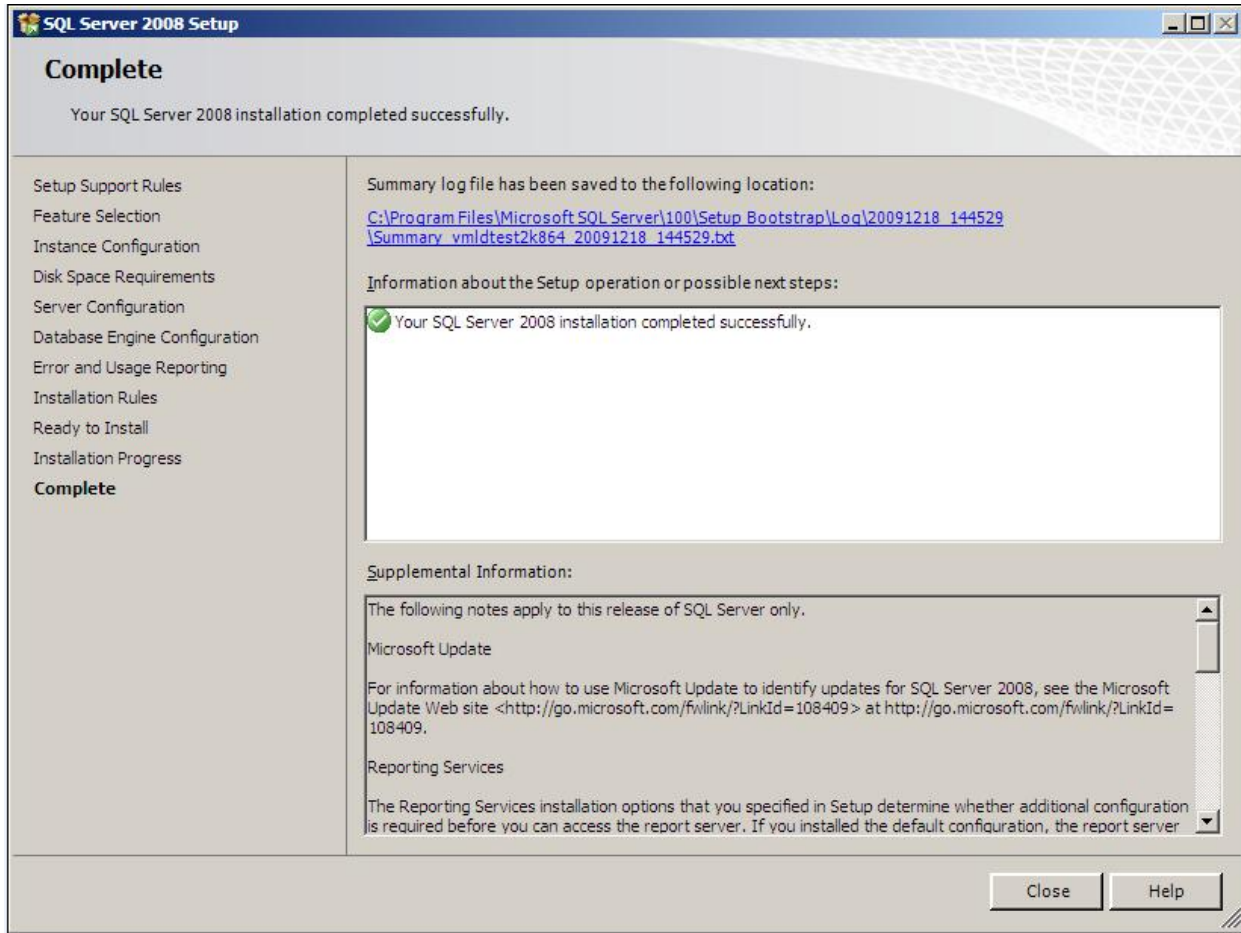 SQL Server 2008 Setup
Complete
Your SQL Server 2008 installation completed successfully.
Setup Support Rules
Feature Selection
Instance Configuration
Disk Space Requirements
Server Configuration
Database Engine Configuration
Error and Usage Reporting
Installation Rules
Ready to Install
Installation Progress
Complete
Summary log file has been saved to the following location:
C:\Program Files\Microsoft SQL Server\100\Setup Bootstrap\Log\20091218_144529
\Summary_vmldtest2k864_20091218_144529.txt
Information about the Setup operation or possible next steps:
Your SQL Server 2008 installation completed successfully.
Supplemental Information:
The following notes apply to this release of SQL Server only.
Microsoft Update
For information about how to use Microsoft Update to identify updates for SQL Server 2008, see the Microsoft
Update Web site <http://go.microsoft.com/fwlink/?LinkId=108409> at http://go.microsoft.com/fwlink/?LinkId=
108409.
Reporting Services
The Reporting Services installation options that you specified in Setup determine whether additional configuration
is required before you can access the report server. If you installed the default configuration, the report server
Close
Help